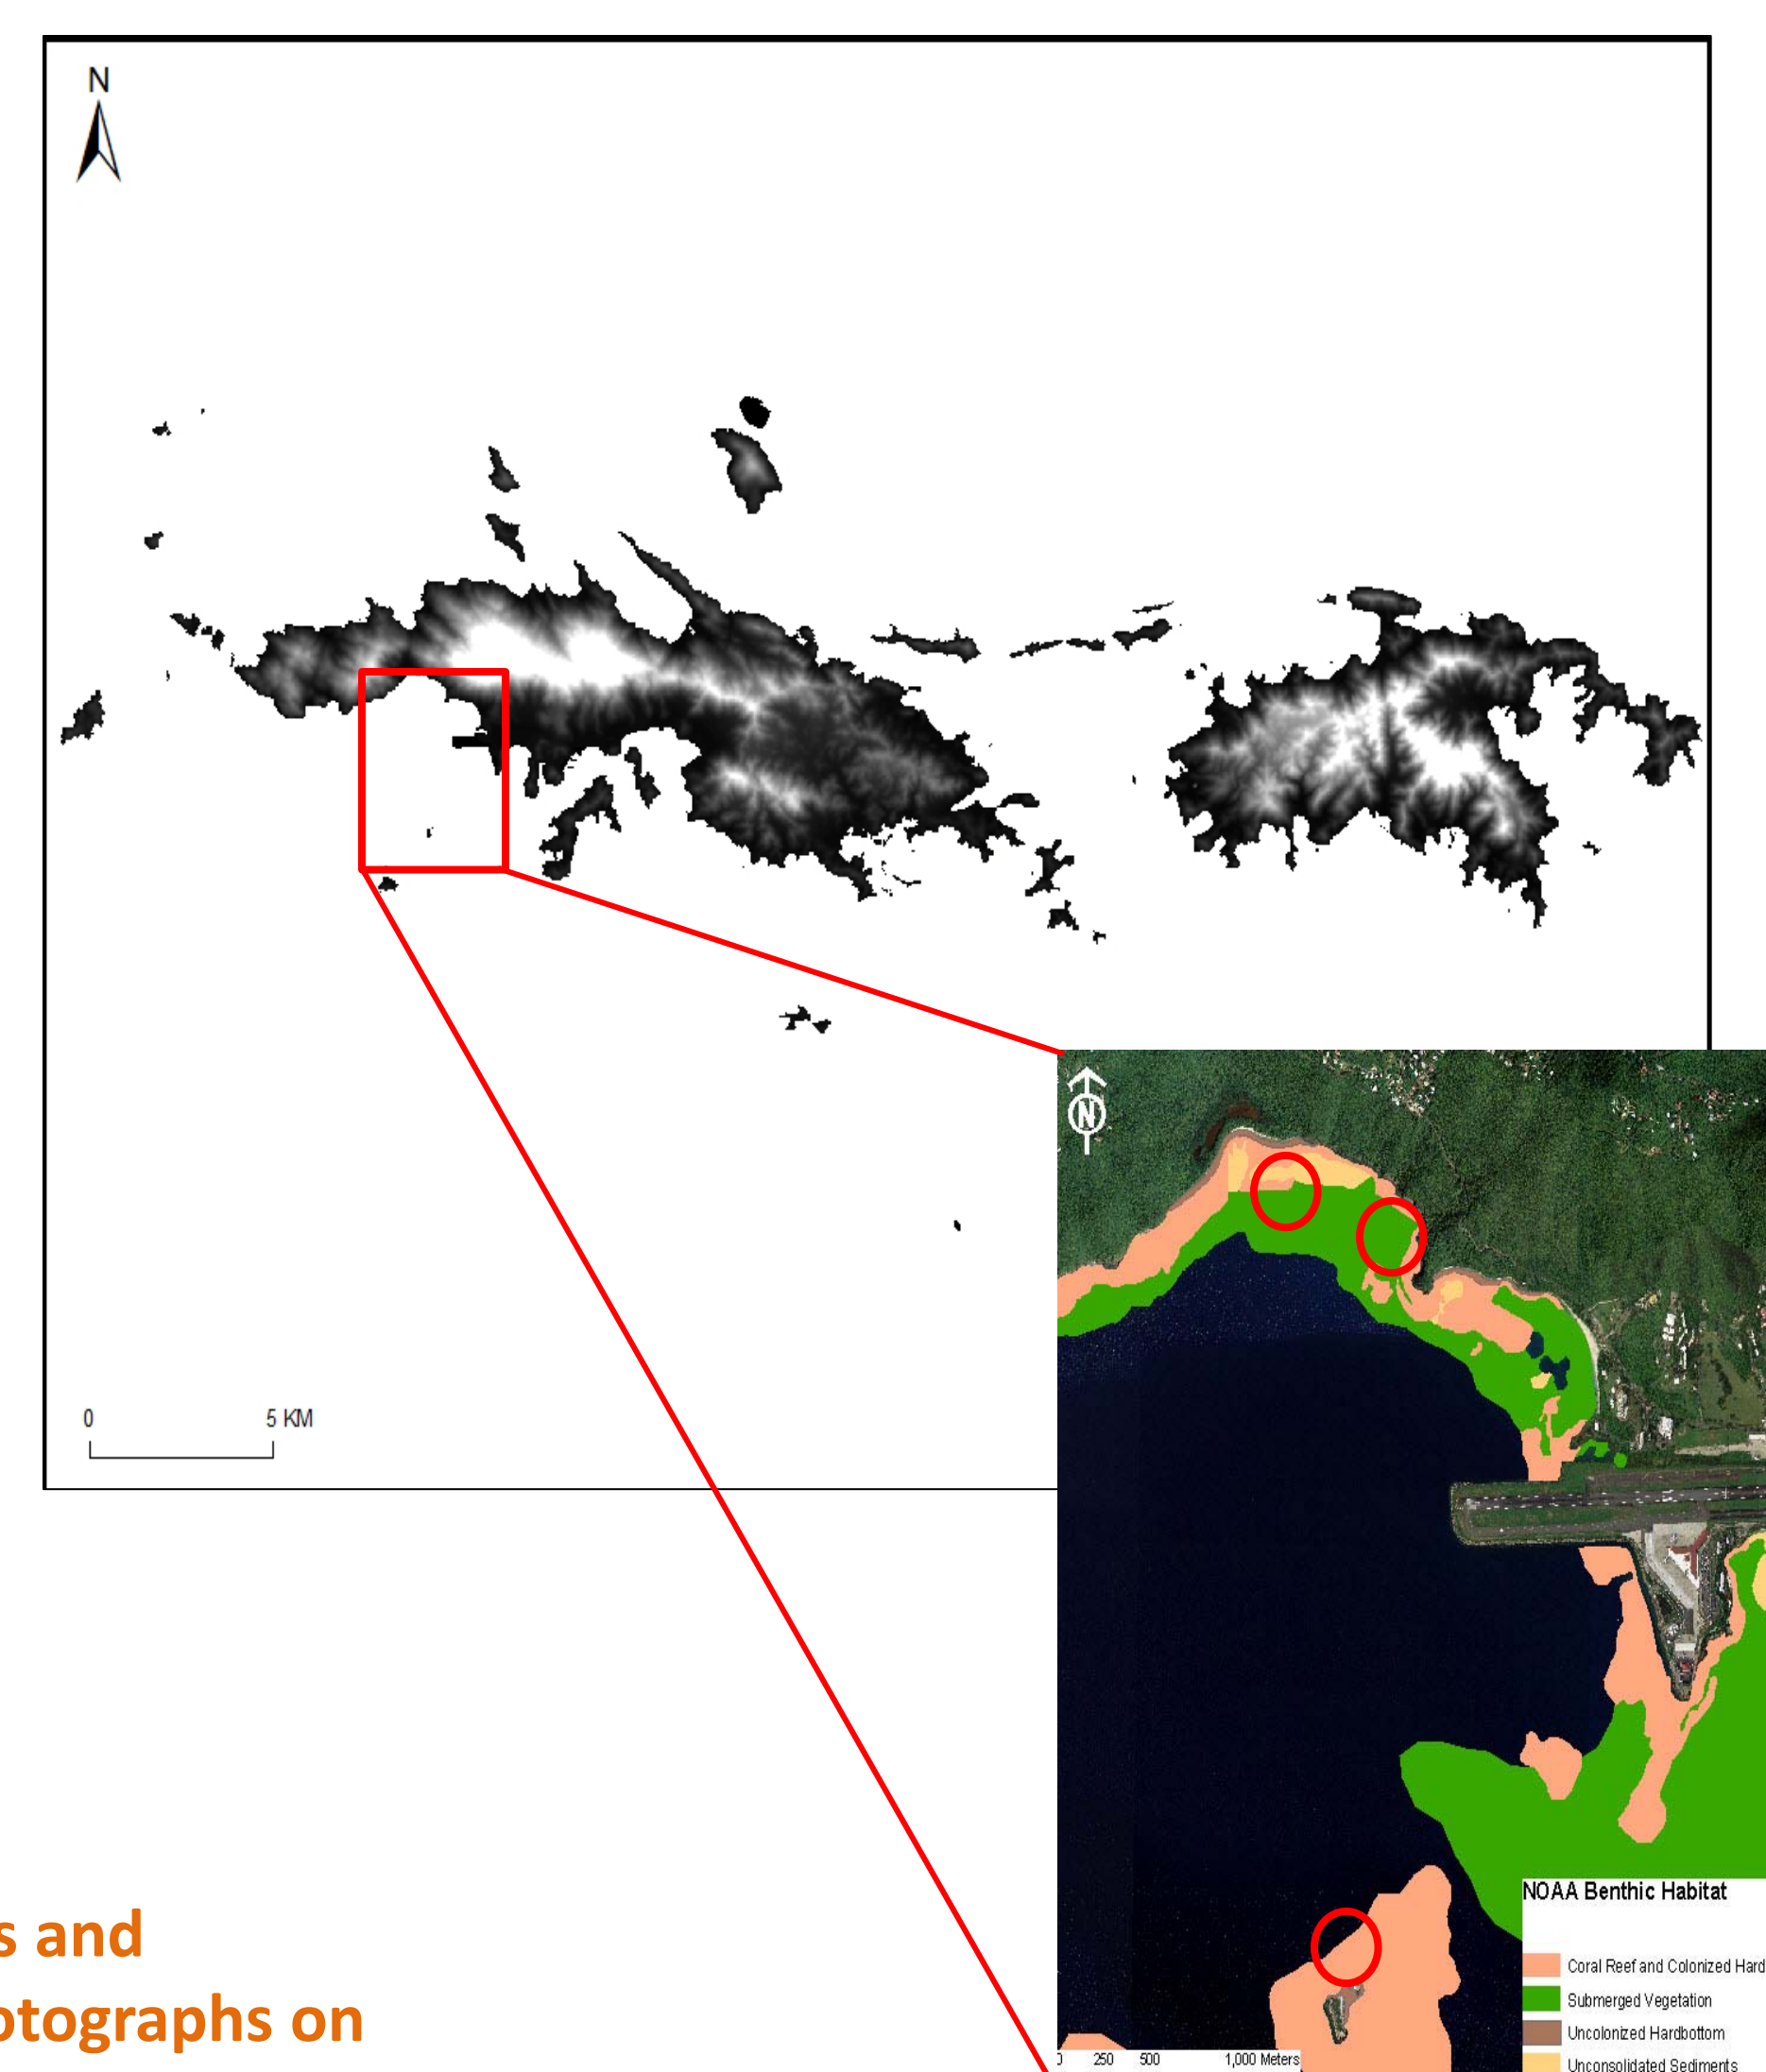 N
0 5 KM
N
NOAA Benthic Habitat
Coral Reef and Colonized Hard
Submerged Vegetation
Uncolonized Hardbottom
Unconsolidated Sediments
250 500 1,000 Meters
s and
otographs on